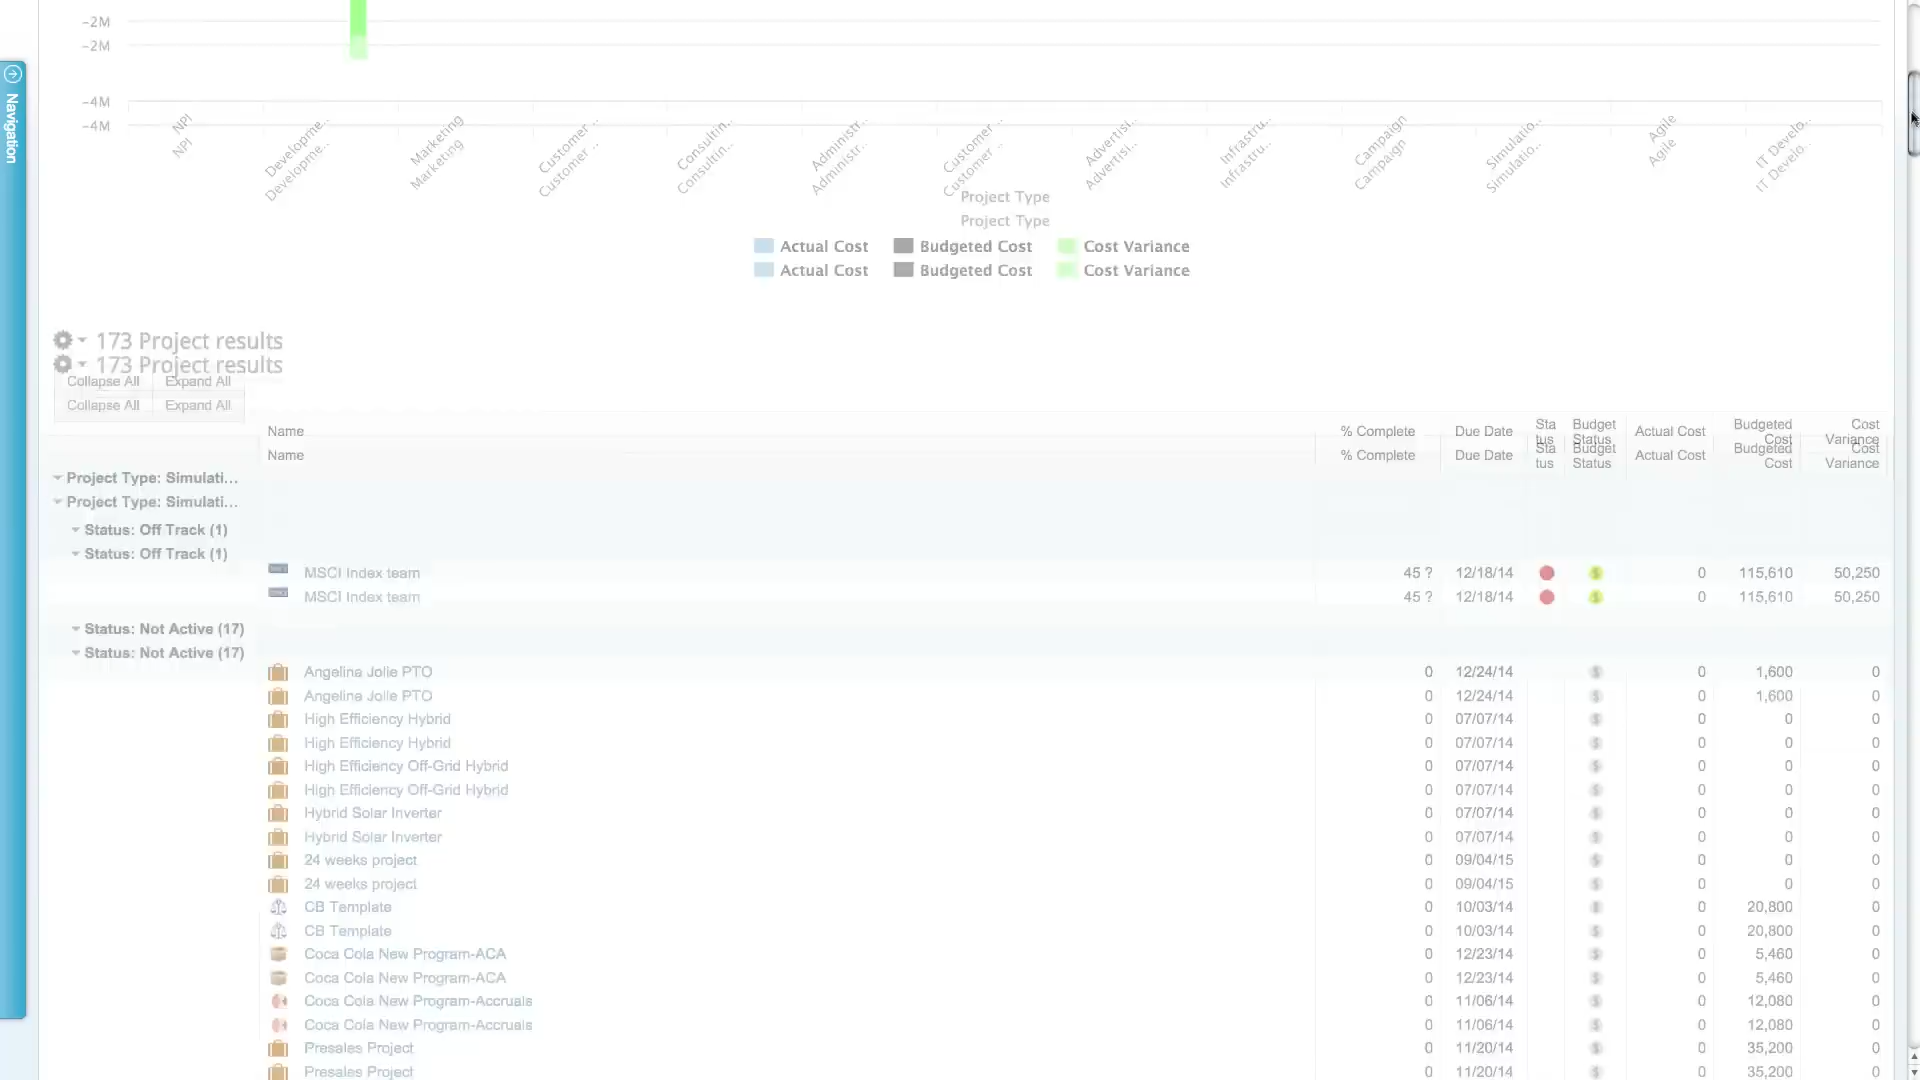 −2M
−2M
−4M
−4M
Navigation
NPI Developme... Marketing Customer ... Consultin... Administr... Customer ... Advertisi... Infrastru... Campaign Simulatio... Agile IT Develo...
NPI Developme... Marketing Customer ... Consultin... Administr... Customer ... Advertisi... Infrastru... Campaign Simulatio... Agile IT Develo...
Project Type
Project Type
Actual Cost Budgeted Cost Cost Variance
Actual Cost Budgeted Cost Cost Variance
173 Project results
173 Project results
Collapse All Expand All
Collapse All Expand All
Name % Complete Due Date Status Budget Status Actual Cost Budgeted Cost Cost Variance
Name % Complete Due Date Status Budget Status Actual Cost Budgeted Cost Cost Variance
Project Type: Simulati...
Project Type: Simulati...
Status: Off Track (1)
Status: Off Track (1)
MSCI Index team 45 ? 12/18/14 $ 0 115,610 50,250
MSCI Index team 45 ? 12/18/14 $ 0 115,610 50,250
Status: Not Active (17)
Status: Not Active (17)
Angelina Jolie PTO 0 12/24/14 $ 0 1,600 0
Angelina Jolie PTO 0 12/24/14 $ 0 1,600 0
High Efficiency Hybrid 0 07/07/14 $ 0 0 0
High Efficiency Hybrid 0 07/07/14 $ 0 0 0
High Efficiency Off-Grid Hybrid 0 07/07/14 $ 0 0 0
High Efficiency Off-Grid Hybrid 0 07/07/14 $ 0 0 0
Hybrid Solar Inverter 0 07/07/14 $ 0 0 0
Hybrid Solar Inverter 0 07/07/14 $ 0 0 0
24 weeks project 0 09/04/15 $ 0 0 0
24 weeks project 0 09/04/15 $ 0 0 0
CB Template 0 10/03/14 $ 0 20,800 0
CB Template 0 10/03/14 $ 0 20,800 0
Coca Cola New Program-ACA 0 12/23/14 $ 0 5,460 0
Coca Cola New Program-ACA 0 12/23/14 $ 0 5,460 0
Coca Cola New Program-Accruals 0 11/06/14 $ 0 12,080 0
Coca Cola New Program-Accruals 0 11/06/14 $ 0 12,080 0
Presales Project 0 11/20/14 $ 0 35,200 0
Presales Project 0 11/20/14 $ 0 35,200 0